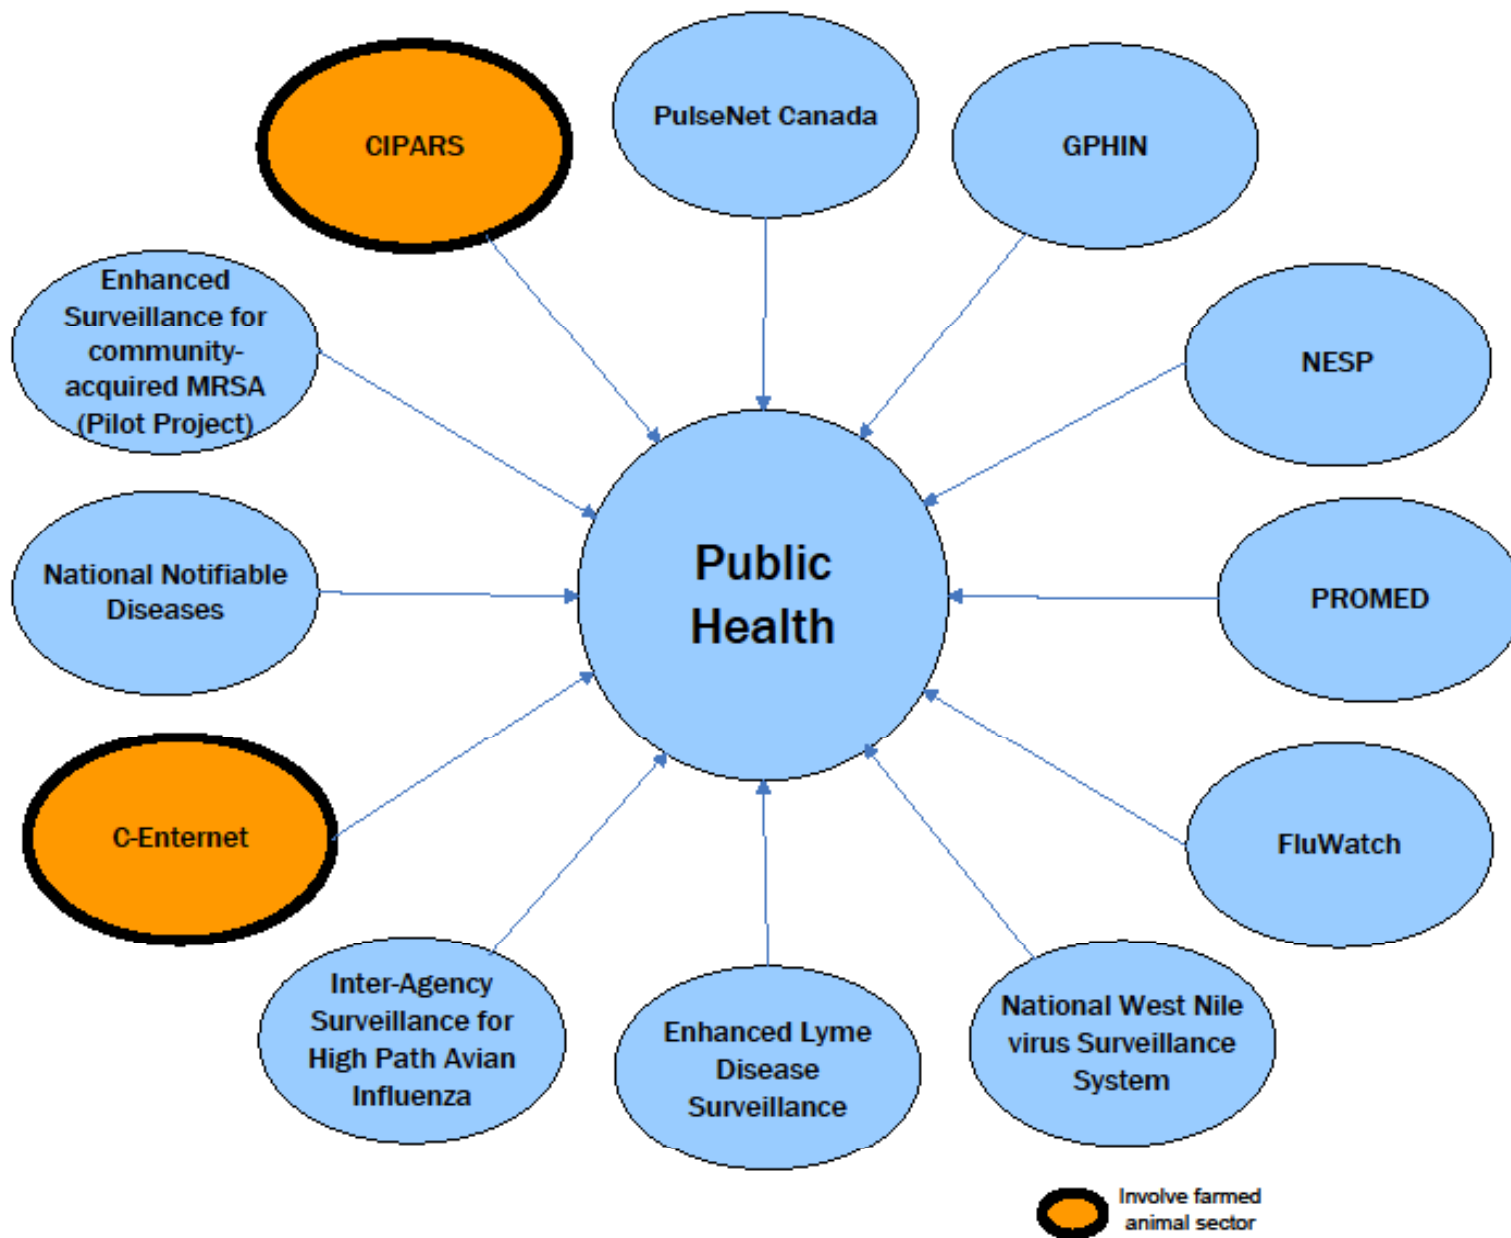 PulseNet Canada
CIPARS
GPHIN
Enhanced
Surveillance for
community-
acquired MRSA
(Pilot Project)
NESP
Public
Health
National Notifiable
Diseases
PROMED
C-Enternet
FluWatch
Inter-Agency
Surveillance for
High Path Avian
Influenza
Enhanced Lyme
Disease
Surveillance
National West Nile
virus Surveillance
System
Involve farmed
animal sector